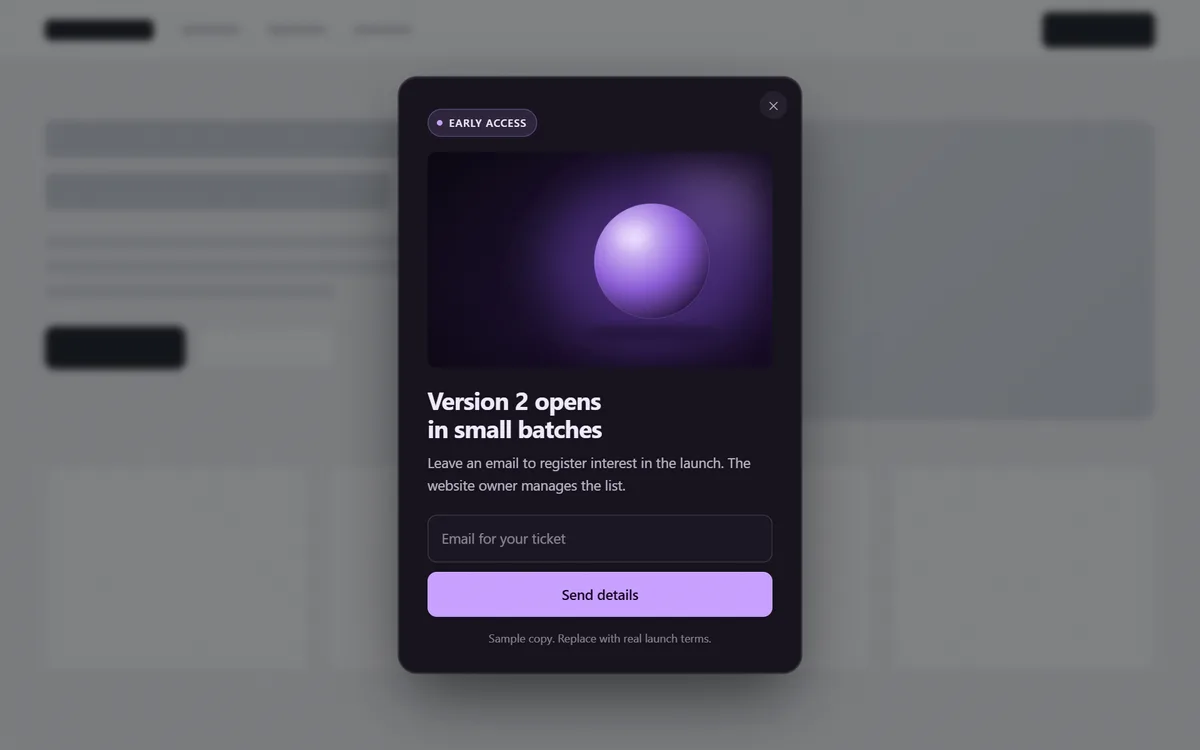 EARLY ACCESS
Version 2 opens
in small batches
Leave an email to register interest in the launch. The
website owner manages the list.
Email for your ticket
Send details
Sample copy. Replace with real launch terms.